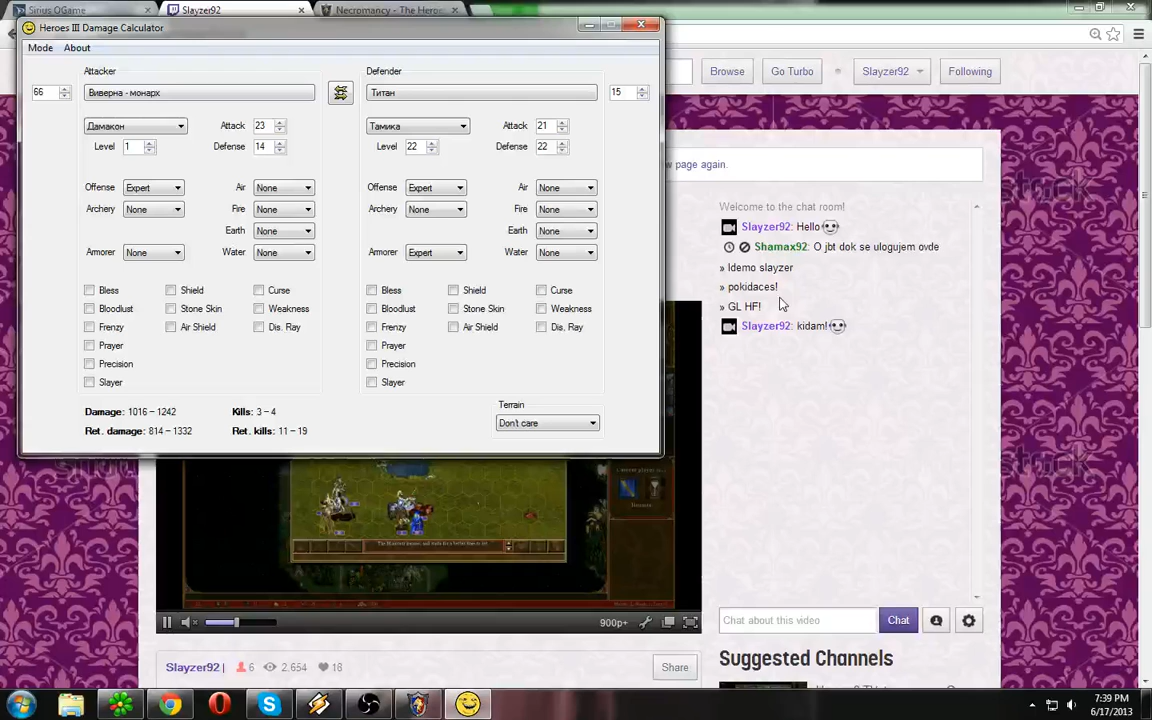 Sirius OGame
Slayzer92
Necromancy - The Heroe
Heroes III Damage Calculator
Mode About
Browse Go Turbo Slayzer92 Following
Attacker Defender
66 Виверна - монарх Титан 15
Дамакон Attack 23 Тамика Attack 21
Level 1 Defense 14 Level 22 Defense 22
w page again.
Offense Expert Air None Offense Expert Air None
Archery None Fire None Archery None Fire None
Earth None Earth None
Armorer None Water None Armorer Expert Water None
Bless Shield Curse Bless Shield Curse
Bloodlust Stone Skin Weakness Bloodlust Stone Skin Weakness
Frenzy Air Shield Dis. Ray Frenzy Air Shield Dis. Ray
Prayer Prayer
Precision Precision
Slayer Slayer
Damage: 1016 – 1242 Kills: 3 – 4
Ret. damage: 814 – 1332 Ret. kills: 11 – 19
Terrain
Don't care
Welcome to the chat room!
Slayzer92: Hello
Shamax92: O jbt dok se ulogujem ovde
» Idemo slayzer
» pokidaces!
» GL HF!
Slayzer92: kidam!
900p+
Chat about this video Chat
Slayzer92 | 6 2.654 16 Share
Suggested Channels
7:39 PM
6/17/2013